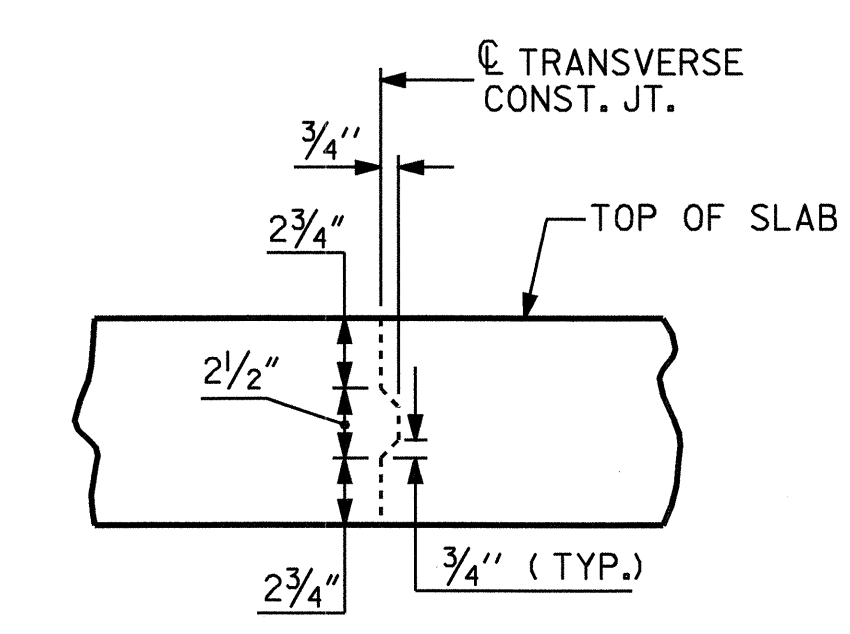 ℄ TRANSVERSE
CONST. JT.
3/4"
2 3/4"
TOP OF SLAB
2 1/2"
3/4" (TYP.)
2 3/4"